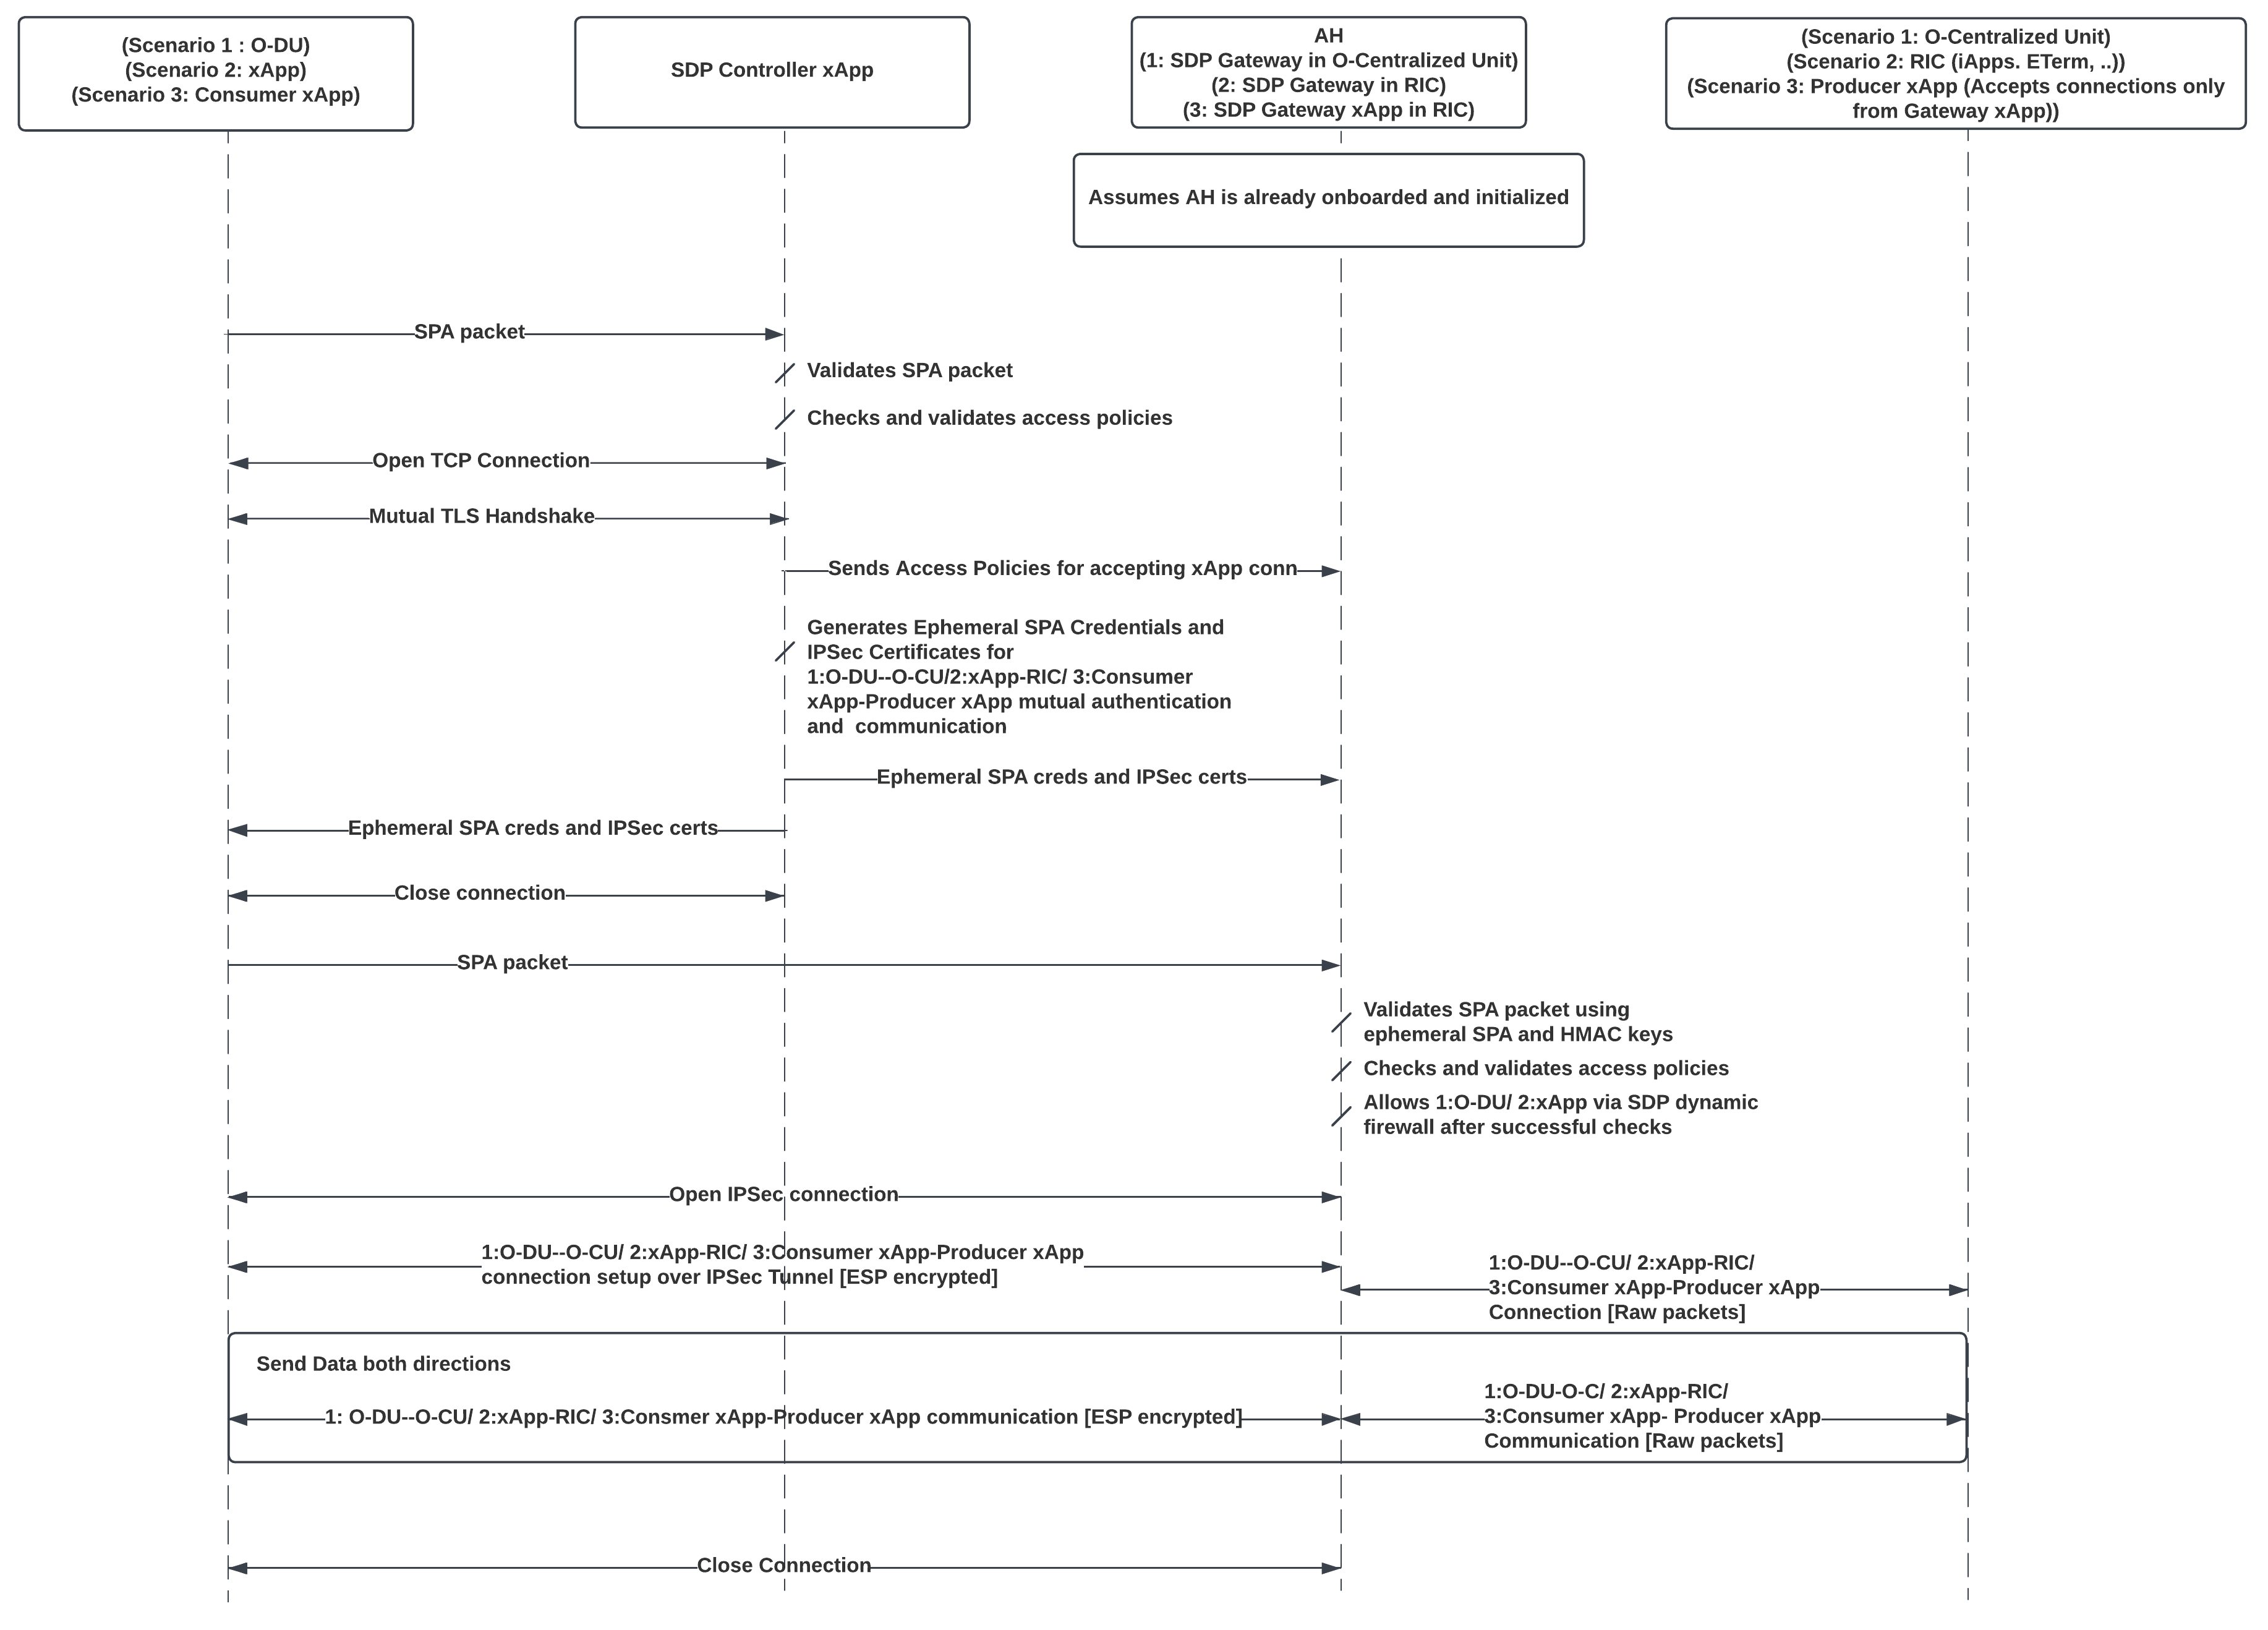 (Scenario 1 : O-DU)
(Scenario 2: xApp)
(Scenario 3: Consumer xApp)
SDP Controller xApp
AH
(1: SDP Gateway in O-Centralized Unit)
(2: SDP Gateway in RIC)
(3: SDP Gateway xApp in RIC)
(Scenario 1: O-Centralized Unit)
(Scenario 2: RIC (iApps. ETerm, ..))
(Scenario 3: Producer xApp (Accepts connections only
from Gateway xApp))
Assumes AH is already onboarded and initialized
SPA packet
Validates SPA packet
Checks and validates access policies
Open TCP Connection
Mutual TLS Handshake
Sends Access Policies for accepting xApp conn
Generates Ephemeral SPA Credentials and
IPSec Certificates for
1:O-DU--O-CU/2:xApp-RIC/ 3:Consumer
xApp-Producer xApp mutual authentication
and  communication
Ephemeral SPA creds and IPSec certs
Ephemeral SPA creds and IPSec certs
Close connection
SPA packet
Validates SPA packet using
ephemeral SPA and HMAC keys
Checks and validates access policies
Allows 1:O-DU/ 2:xApp via SDP dynamic
firewall after successful checks
Open IPSec connection
1:O-DU--O-CU/ 2:xApp-RIC/ 3:Consumer xApp-Producer xApp
connection setup over IPSec Tunnel [ESP encrypted]
1:O-DU--O-CU/ 2:xApp-RIC/
3:Consumer xApp-Producer xApp
Connection [Raw packets]
Send Data both directions
1: O-DU--O-CU/ 2:xApp-RIC/ 3:Consmer xApp-Producer xApp communication [ESP encrypted]
1:O-DU-O-C/ 2:xApp-RIC/
3:Consumer xApp- Producer xApp
Communication [Raw packets]
Close Connection